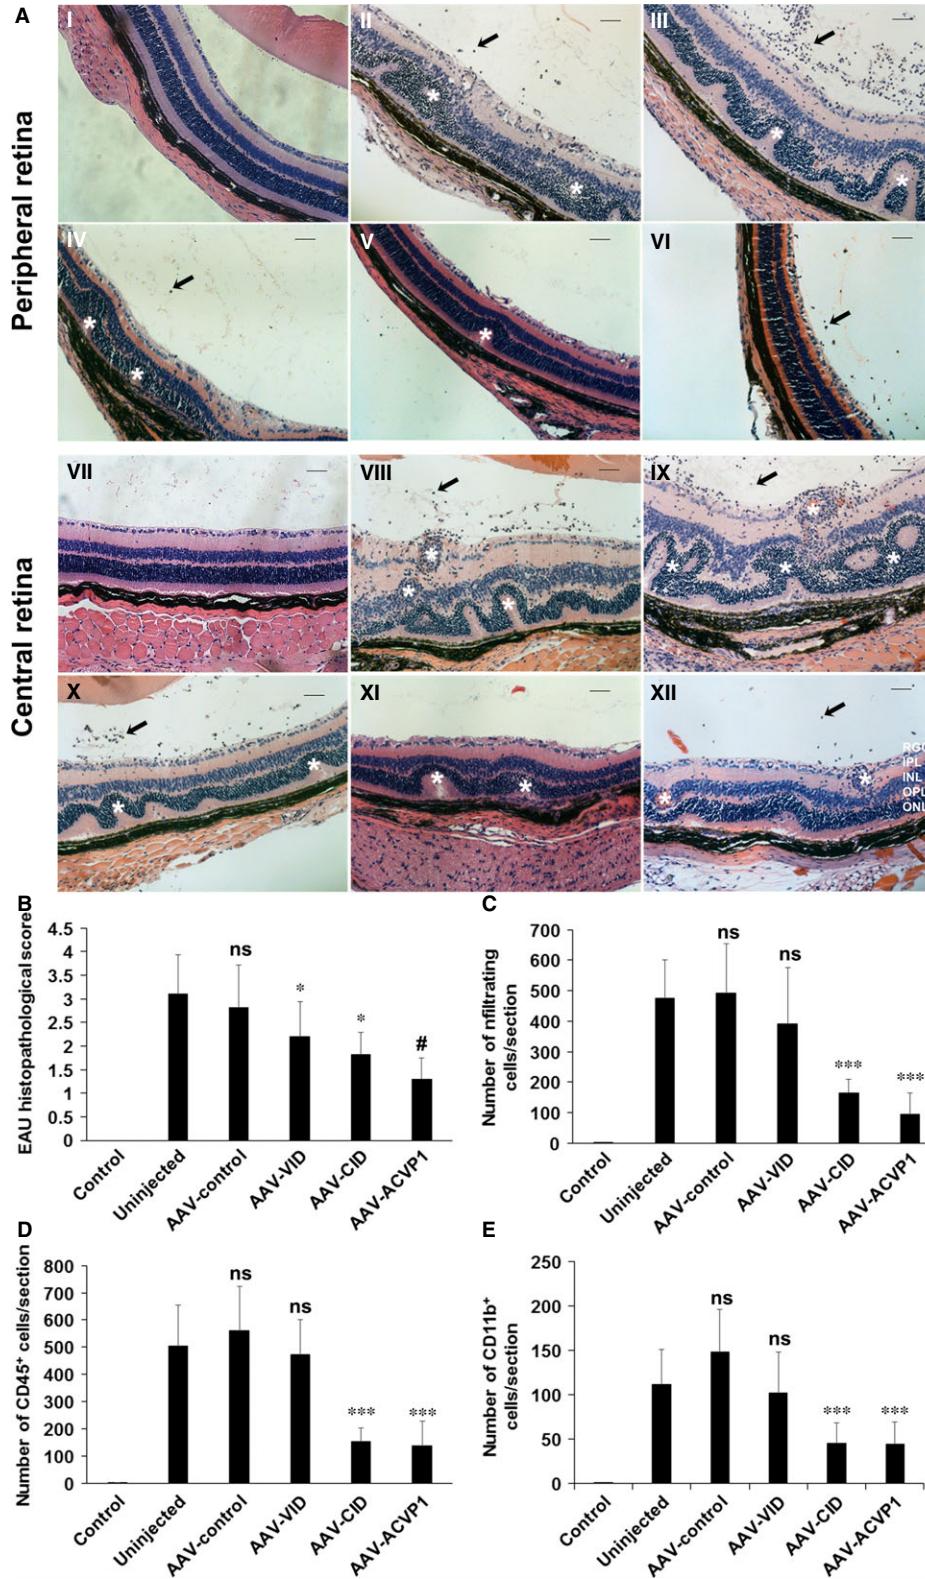 A
Peripheral retina
I
II
III
IV
V
VI
Central retina
VII
VIII
IX
X
XI
XII
IPL
INL
B
EAU histopathological score
4.5
4
3.5
3
2.5
2
1.5
1
0.5
0
ns
*
*
#
Control
Uninjected
AAV-control
AAV-VID
AAV-CID
AAV-ACVP1
C
Number of nfiltrating
cells/section
700
600
500
400
300
200
100
0
ns
ns
***
***
Control
Uninjected
AAV-control
AAV-VID
AAV-CID
AAV-ACVP1
D
Number of CD45⁺ cells/section
800
700
600
500
400
300
200
100
0
ns
ns
***
***
Control
Uninjected
AAV-control
AAV-VID
AAV-CID
AAV-ACVP1
E
Number of CD11b⁺
cells/section
250
200
150
100
50
0
ns
ns
***
***
Control
Uninjected
AAV-control
AAV-VID
AAV-CID
AAV-ACVP1